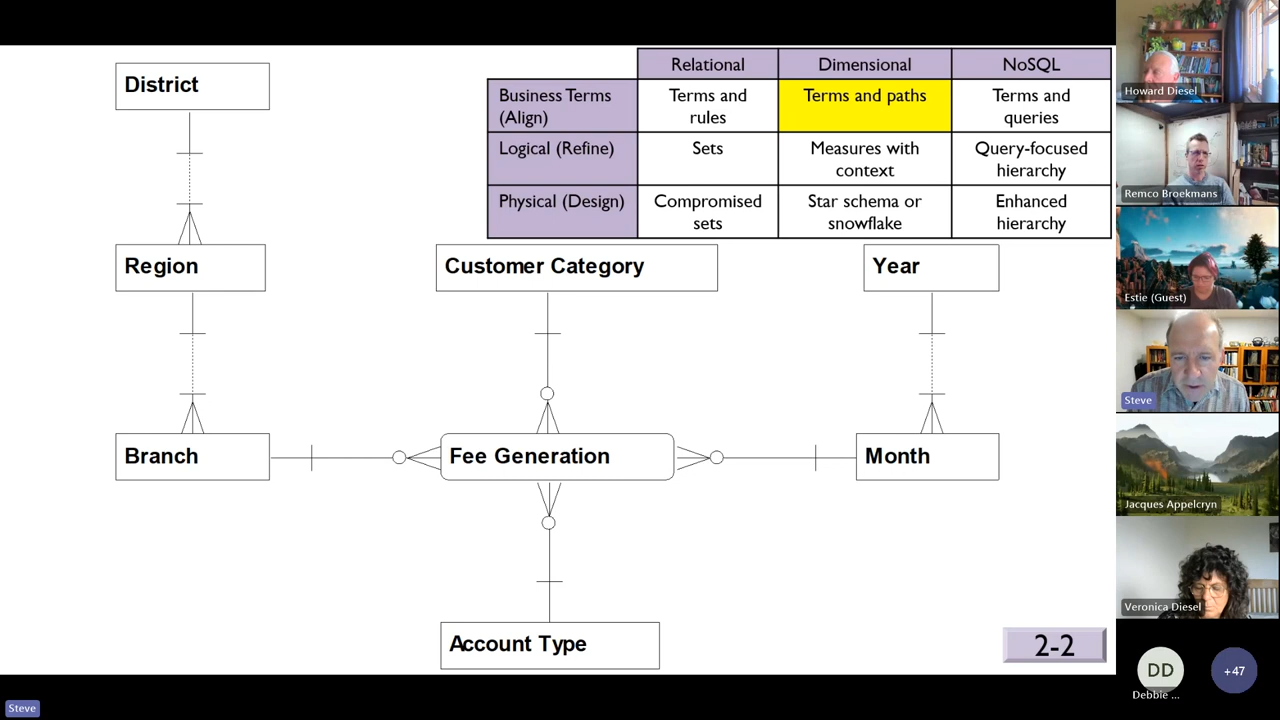 District
Relational Dimensional NoSQL
Business Terms (Align)
Terms and rules
Terms and paths
Terms and queries
Logical (Refine)
Sets
Measures with context
Query-focused hierarchy
Physical (Design)
Compromised sets
Star schema or snowflake
Enhanced hierarchy
Region
Customer Category
Year
Branch
Fee Generation
Month
Account Type
2-2
Howard Diesel
Remco Broekmans
Estie (Guest)
Steve
Jacques Appelcryn
Veronica Diesel
DD
Debbie ...
+47
Steve